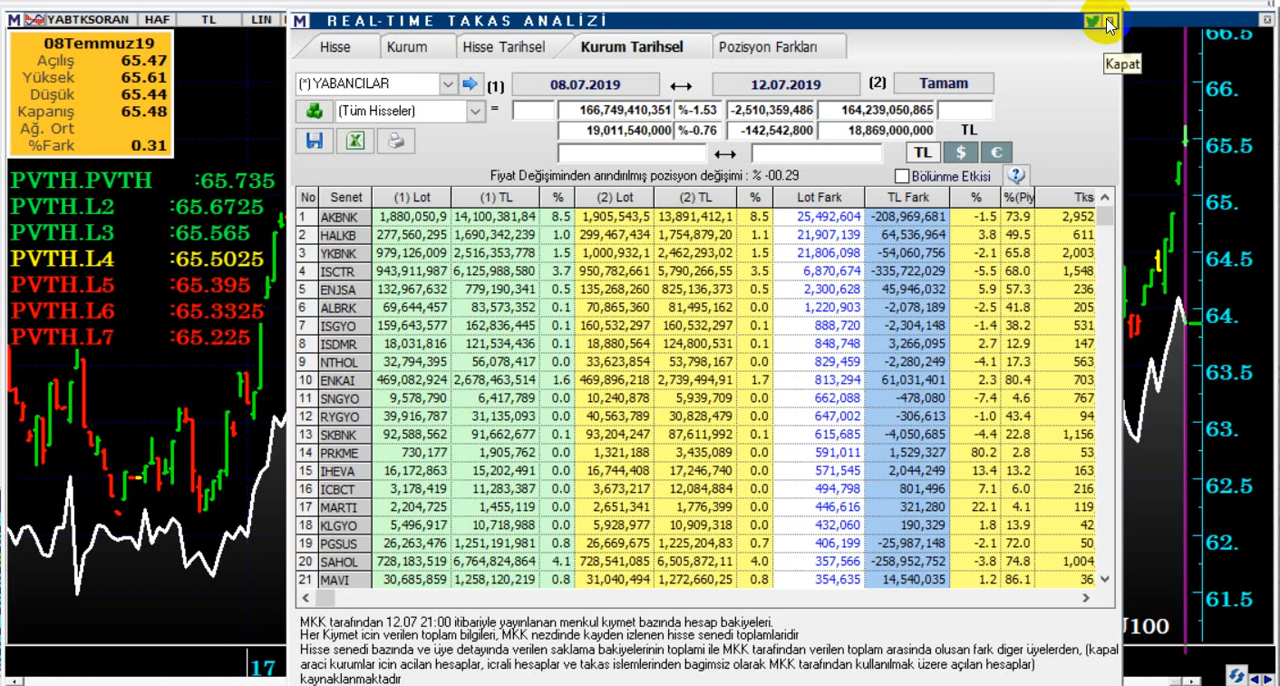 M YABTKSORAN HAF TL LIN
M REAL-TIME TAKAS ANALİZİ
Kapat
08Temmuz19
Açılış 65.47
Yüksek 65.61
Düşük 65.44
Kapanış 65.48
Ağ. Ort
%Fark 0.31
PVTH.PVTH :65.735
PVTH.L2 :65.6725
PVTH.L3 :65.565
PVTH.L4 :65.5025
PVTH.L5 :65.395
PVTH.L6 :65.3325
PVTH.L7 :65.225
Hisse Kurum Hisse Tarihsel Kurum Tarihsel Pozisyon Farkları
(*) YABANCILAR (1) 08.07.2019 ↔ 12.07.2019 (2) Tamam
(Tüm Hisseler) = 166,749,410,351 %-1.53 -2,510,359,486 164,239,050,865
19,011,540,000 %-0.76 -142,542,800 18,869,000,000 TL
↔ TL $ €
Fiyat Değişiminden arındırılmış pozisyon değişimi : % -00.29 Bölünme Etkisi ?
No Senet (1) Lot (1) TL % (2) Lot (2) TL % Lot Fark TL Fark % %(Piy Tks
1 AKBNK 1,880,050,9 14,100,381,84 8.5 1,905,543,5 13,891,412,1 8.5 25,492,604 -208,969,681 -1.5 73.9 2,952,
2 HALKB 277,560,295 1,690,342,239 1.0 299,467,434 1,754,879,20 1.1 21,907,139 64,536,964 3.8 49.5 611,
3 YKBNK 979,126,009 2,516,353,778 1.5 1,000,932,1 2,462,293,02 1.5 21,806,098 -54,060,756 -2.1 65.8 2,003,
4 ISCTR 943,911,987 6,125,988,580 3.7 950,782,661 5,790,266,55 3.5 6,870,674 -335,722,029 -5.5 68.0 1,548,
5 ENJSA 132,967,632 779,190,341 0.5 135,268,260 825,136,373 0.5 2,300,628 45,946,032 5.9 57.3 236,
6 ALBRK 69,644,457 83,573,352 0.1 70,865,360 81,495,162 0.0 1,220,903 -2,078,189 -2.5 41.8 205,
7 ISGYO 159,643,577 162,836,445 0.1 160,532,297 160,532,297 0.1 888,720 -2,304,148 -1.4 38.2 531,
8 ISDMR 18,031,816 121,534,436 0.1 18,880,564 124,800,531 0.1 848,748 3,266,095 2.7 12.9 147,
9 NTHOL 32,794,395 56,078,417 0.0 33,623,854 53,798,167 0.0 829,459 -2,280,249 -4.1 17.3 563,
10 ENKAI 469,082,924 2,678,463,514 1.6 469,896,218 2,739,494,91 1.7 813,294 61,031,401 2.3 80.4 703,
11 SNGYO 9,578,790 6,417,789 0.0 10,240,878 5,939,709 0.0 662,088 -478,080 -7.4 4.6 767,
12 RYGYO 39,916,787 31,135,093 0.0 40,563,789 30,828,479 0.0 647,002 -306,613 -1.0 43.4 94,
13 SKBNK 92,588,562 91,662,677 0.1 93,204,247 87,611,992 0.1 615,685 -4,050,685 -4.4 22.8 1,156,
14 PRKME 730,177 1,905,762 0.0 1,321,188 3,435,089 0.0 591,011 1,529,327 80.2 2.8 53,
15 IHEVA 16,172,863 15,202,491 0.0 16,744,408 17,246,740 0.0 571,545 2,044,249 13.4 13.2 163,
16 ICBCT 3,178,419 11,283,387 0.0 3,673,217 12,084,884 0.0 494,798 801,496 7.1 6.0 216,
17 MARTI 2,204,725 1,455,119 0.0 2,651,341 1,776,399 0.0 446,616 321,280 22.1 4.1 119,
18 KLGYO 5,496,917 10,718,988 0.0 5,928,977 10,909,318 0.0 432,060 190,329 1.8 13.9 42,
19 PGSUS 26,263,476 1,251,191,981 0.8 26,669,675 1,225,204,83 0.7 406,199 -25,987,148 -2.1 72.0 50,
20 SAHOL 728,183,519 6,764,824,864 4.1 728,541,085 6,505,872,11 4.0 357,566 -258,952,752 -3.8 74.8 1,004,
21 MAVI 30,685,859 1,258,120,219 0.8 31,040,494 1,272,660,25 0.8 354,635 14,540,035 1.2 86.1 36,
MKK tarafından 12.07 21:00 itibariyle yayınlanan menkul kıymet bazında hesap bakiyeleri.
Her Kıymet icin verilen toplam bilgileri, MKK nezdinde kayden izlenen hisse senedi toplamlaridir
Hisse senedi bazında ve üye detayında verilen saklama bakiyelerinin toplami ile MKK tarafından verilen toplam arasinda olusan fark diger üyelerden, (kapal
araci kurumlar icin acilan hesaplar, icrali hesaplar ve takas islemlerinden bagimsiz olarak MKK tarafından kullanılmak üzere açılan hesaplar)
kaynaklanmaktadır
66.5
66.
65.5
65.
64.5
64.
63.5
63.
62.5
62.
61.5
U100
17